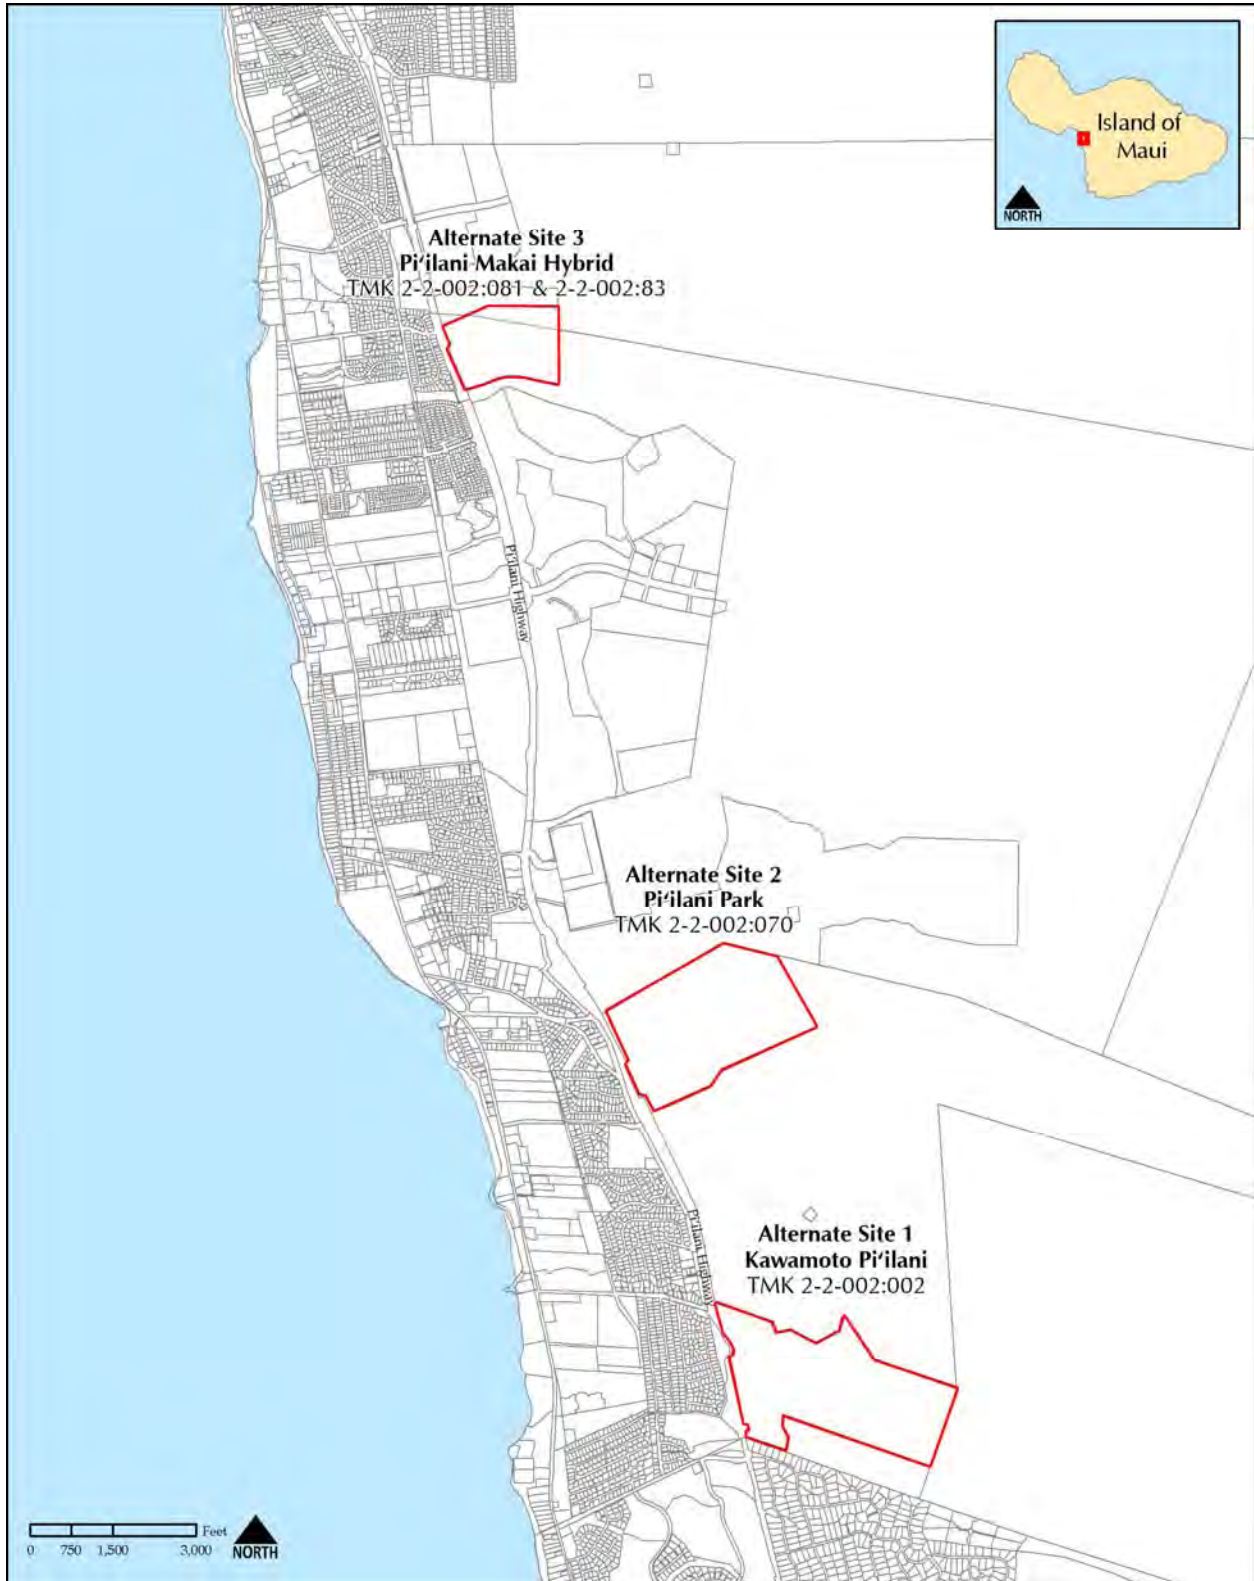 Island of
Maui
NORTH
Alternate Site 3
Pi‘ilani Makai Hybrid
TMK 2-2-002:081 & 2-2-002:83
Pi‘ilani Highway
Alternate Site 2
Pi‘ilani Park
TMK 2-2-002:070
Pi‘ilani Highway
Alternate Site 1
Kawamoto Pi‘ilani
TMK 2-2-002:002
Feet
0 750 1,500 3,000
NORTH